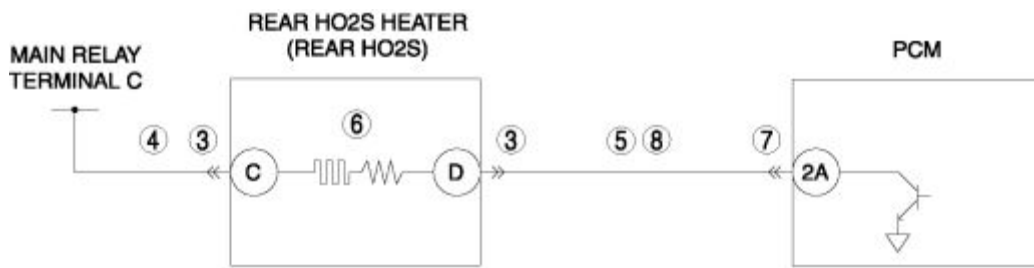 REAR HO2S HEATER
(REAR HO2S)
PCM
MAIN RELAY
TERMINAL C
④ ③ ⑥ ③ ⑤ ⑧ ⑦
C D 2A